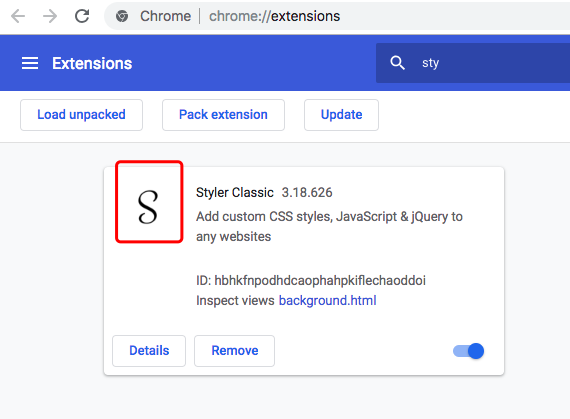 Chrome | chrome://extensions
Extensions
sty
Load unpacked
Pack extension
Update
S
Styler Classic 3.18.626
Add custom CSS styles, JavaScript & jQuery to
any websites
ID: hbhkfnpodhdcaophahpkiflechaoddoi
Inspect views background.html
Details
Remove